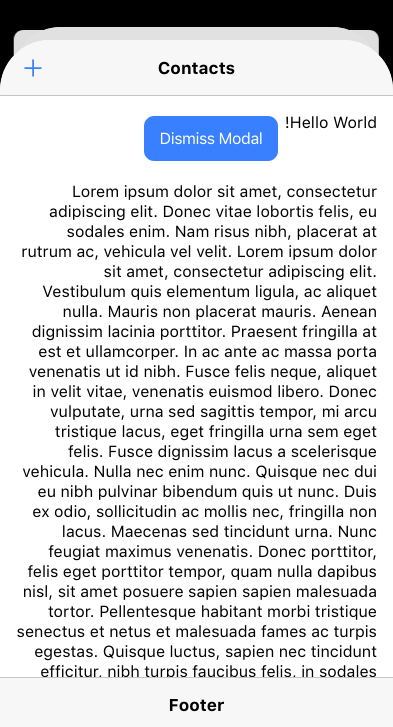 Contacts
!Hello World
Dismiss Modal
Lorem ipsum dolor sit amet, consectetur
adipiscing elit. Donec vitae lobortis felis, eu
sodales enim. Nam risus nibh, placerat at
rutrum ac, vehicula vel velit. Lorem ipsum dolor
sit amet, consectetur adipiscing elit.
Vestibulum quis elementum ligula, ac aliquet
nulla. Mauris non placerat mauris. Aenean
dignissim lacinia porttitor. Praesent fringilla at
est et ullamcorper. In ac ante ac massa porta
venenatis ut id nibh. Fusce felis neque, aliquet
in velit vitae, venenatis euismod libero. Donec
vulputate, urna sed sagittis tempor, mi arcu
tristique lacus, eget fringilla urna sem eget
felis. Fusce dignissim lacus a scelerisque
vehicula. Nulla nec enim nunc. Quisque nec dui
eu nibh pulvinar bibendum quis ut nunc. Duis
ex odio, sollicitudin ac mollis nec, fringilla non
lacus. Maecenas sed tincidunt urna. Nunc
feugiat maximus venenatis. Donec porttitor,
felis eget porttitor tempor, quam nulla dapibus
nisl, sit amet posuere sapien sapien malesuada
tortor. Pellentesque habitant morbi tristique
senectus et netus et malesuada fames ac turpis
egestas. Quisque luctus, sapien nec tincidunt
efficitur, nibh turpis faucibus felis, in sodales
Footer